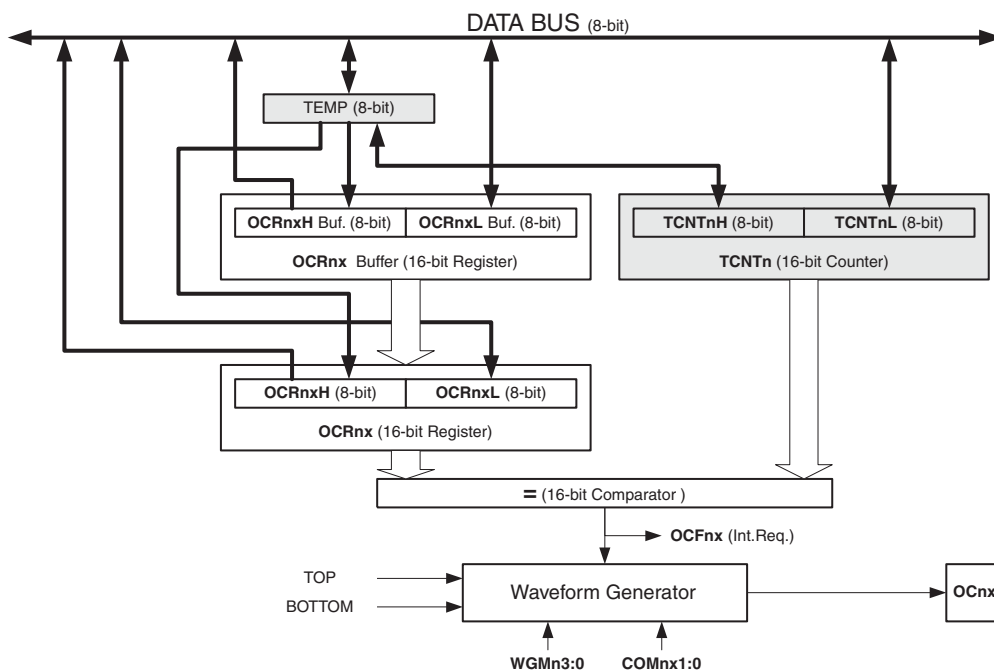 DATA BUS (8-bit)
TEMP (8-bit)
OCRnxH Buf. (8-bit) OCRnxL Buf. (8-bit)
OCRnx Buffer (16-bit Register)
TCNTnH (8-bit) TCNTnL (8-bit)
TCNTn (16-bit Counter)
OCRnxH (8-bit) OCRnxL (8-bit)
OCRnx (16-bit Register)
= (16-bit Comparator )
OCFnx (Int.Req.)
TOP
BOTTOM
Waveform Generator
OCnx
WGMn3:0 COMnx1:0